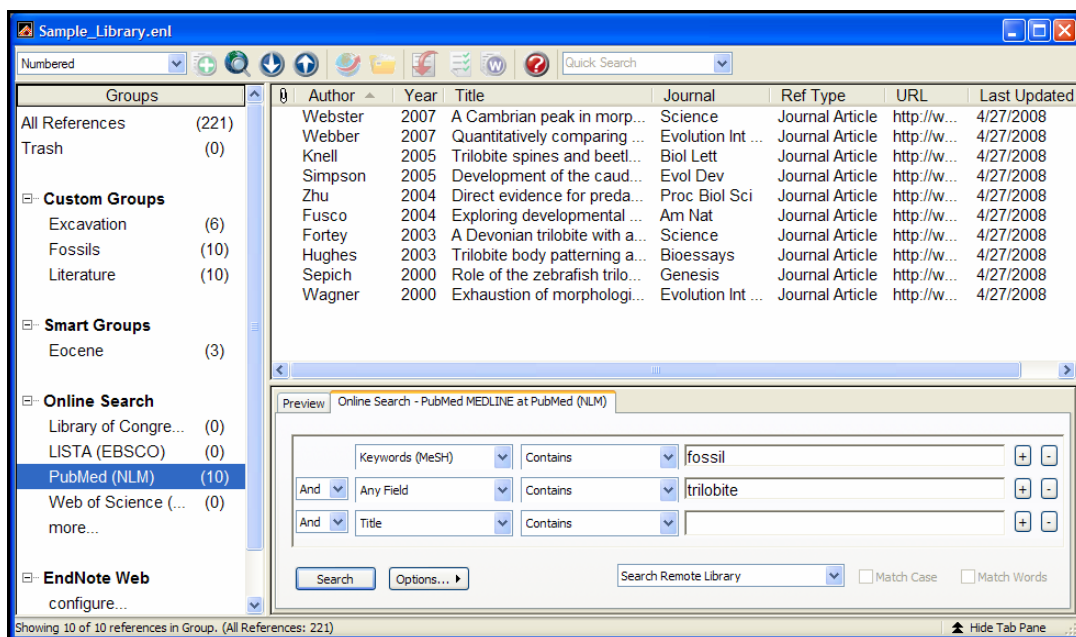 Sample_Library.enl
Numbered
Quick Search
Groups
All References (221)
Trash (0)
Custom Groups
Excavation (6)
Fossils (10)
Literature (10)
Smart Groups
Eocene (3)
Online Search
Library of Congre... (0)
LISTA (EBSCO) (0)
PubMed (NLM) (10)
Web of Science (... (0)
more...
EndNote Web
configure...
Author Year Title Journal Ref Type URL Last Updated
Webster 2007 A Cambrian peak in morp... Science Journal Article http://w... 4/27/2008
Webber 2007 Quantitatively comparing ... Evolution Int ... Journal Article http://w... 4/27/2008
Knell 2005 Trilobite spines and beetl... Biol Lett Journal Article http://w... 4/27/2008
Simpson 2005 Development of the caud... Evol Dev Journal Article http://w... 4/27/2008
Zhu 2004 Direct evidence for preda... Proc Biol Sci Journal Article http://w... 4/27/2008
Fusco 2004 Exploring developmental ... Am Nat Journal Article http://w... 4/27/2008
Fortey 2003 A Devonian trilobite with a... Science Journal Article http://w... 4/27/2008
Hughes 2003 Trilobite body patterning a... Bioessays Journal Article http://w... 4/27/2008
Sepich 2000 Role of the zebrafish trilo... Genesis Journal Article http://w... 4/27/2008
Wagner 2000 Exhaustion of morphologi... Evolution Int ... Journal Article http://w... 4/27/2008
Preview Online Search - PubMed MEDLINE at PubMed (NLM)
Keywords (MeSH) Contains fossil + -
And Any Field Contains trilobite + -
And Title Contains + -
Search Options... Search Remote Library Match Case Match Words
Showing 10 of 10 references in Group. (All References: 221) Hide Tab Pane